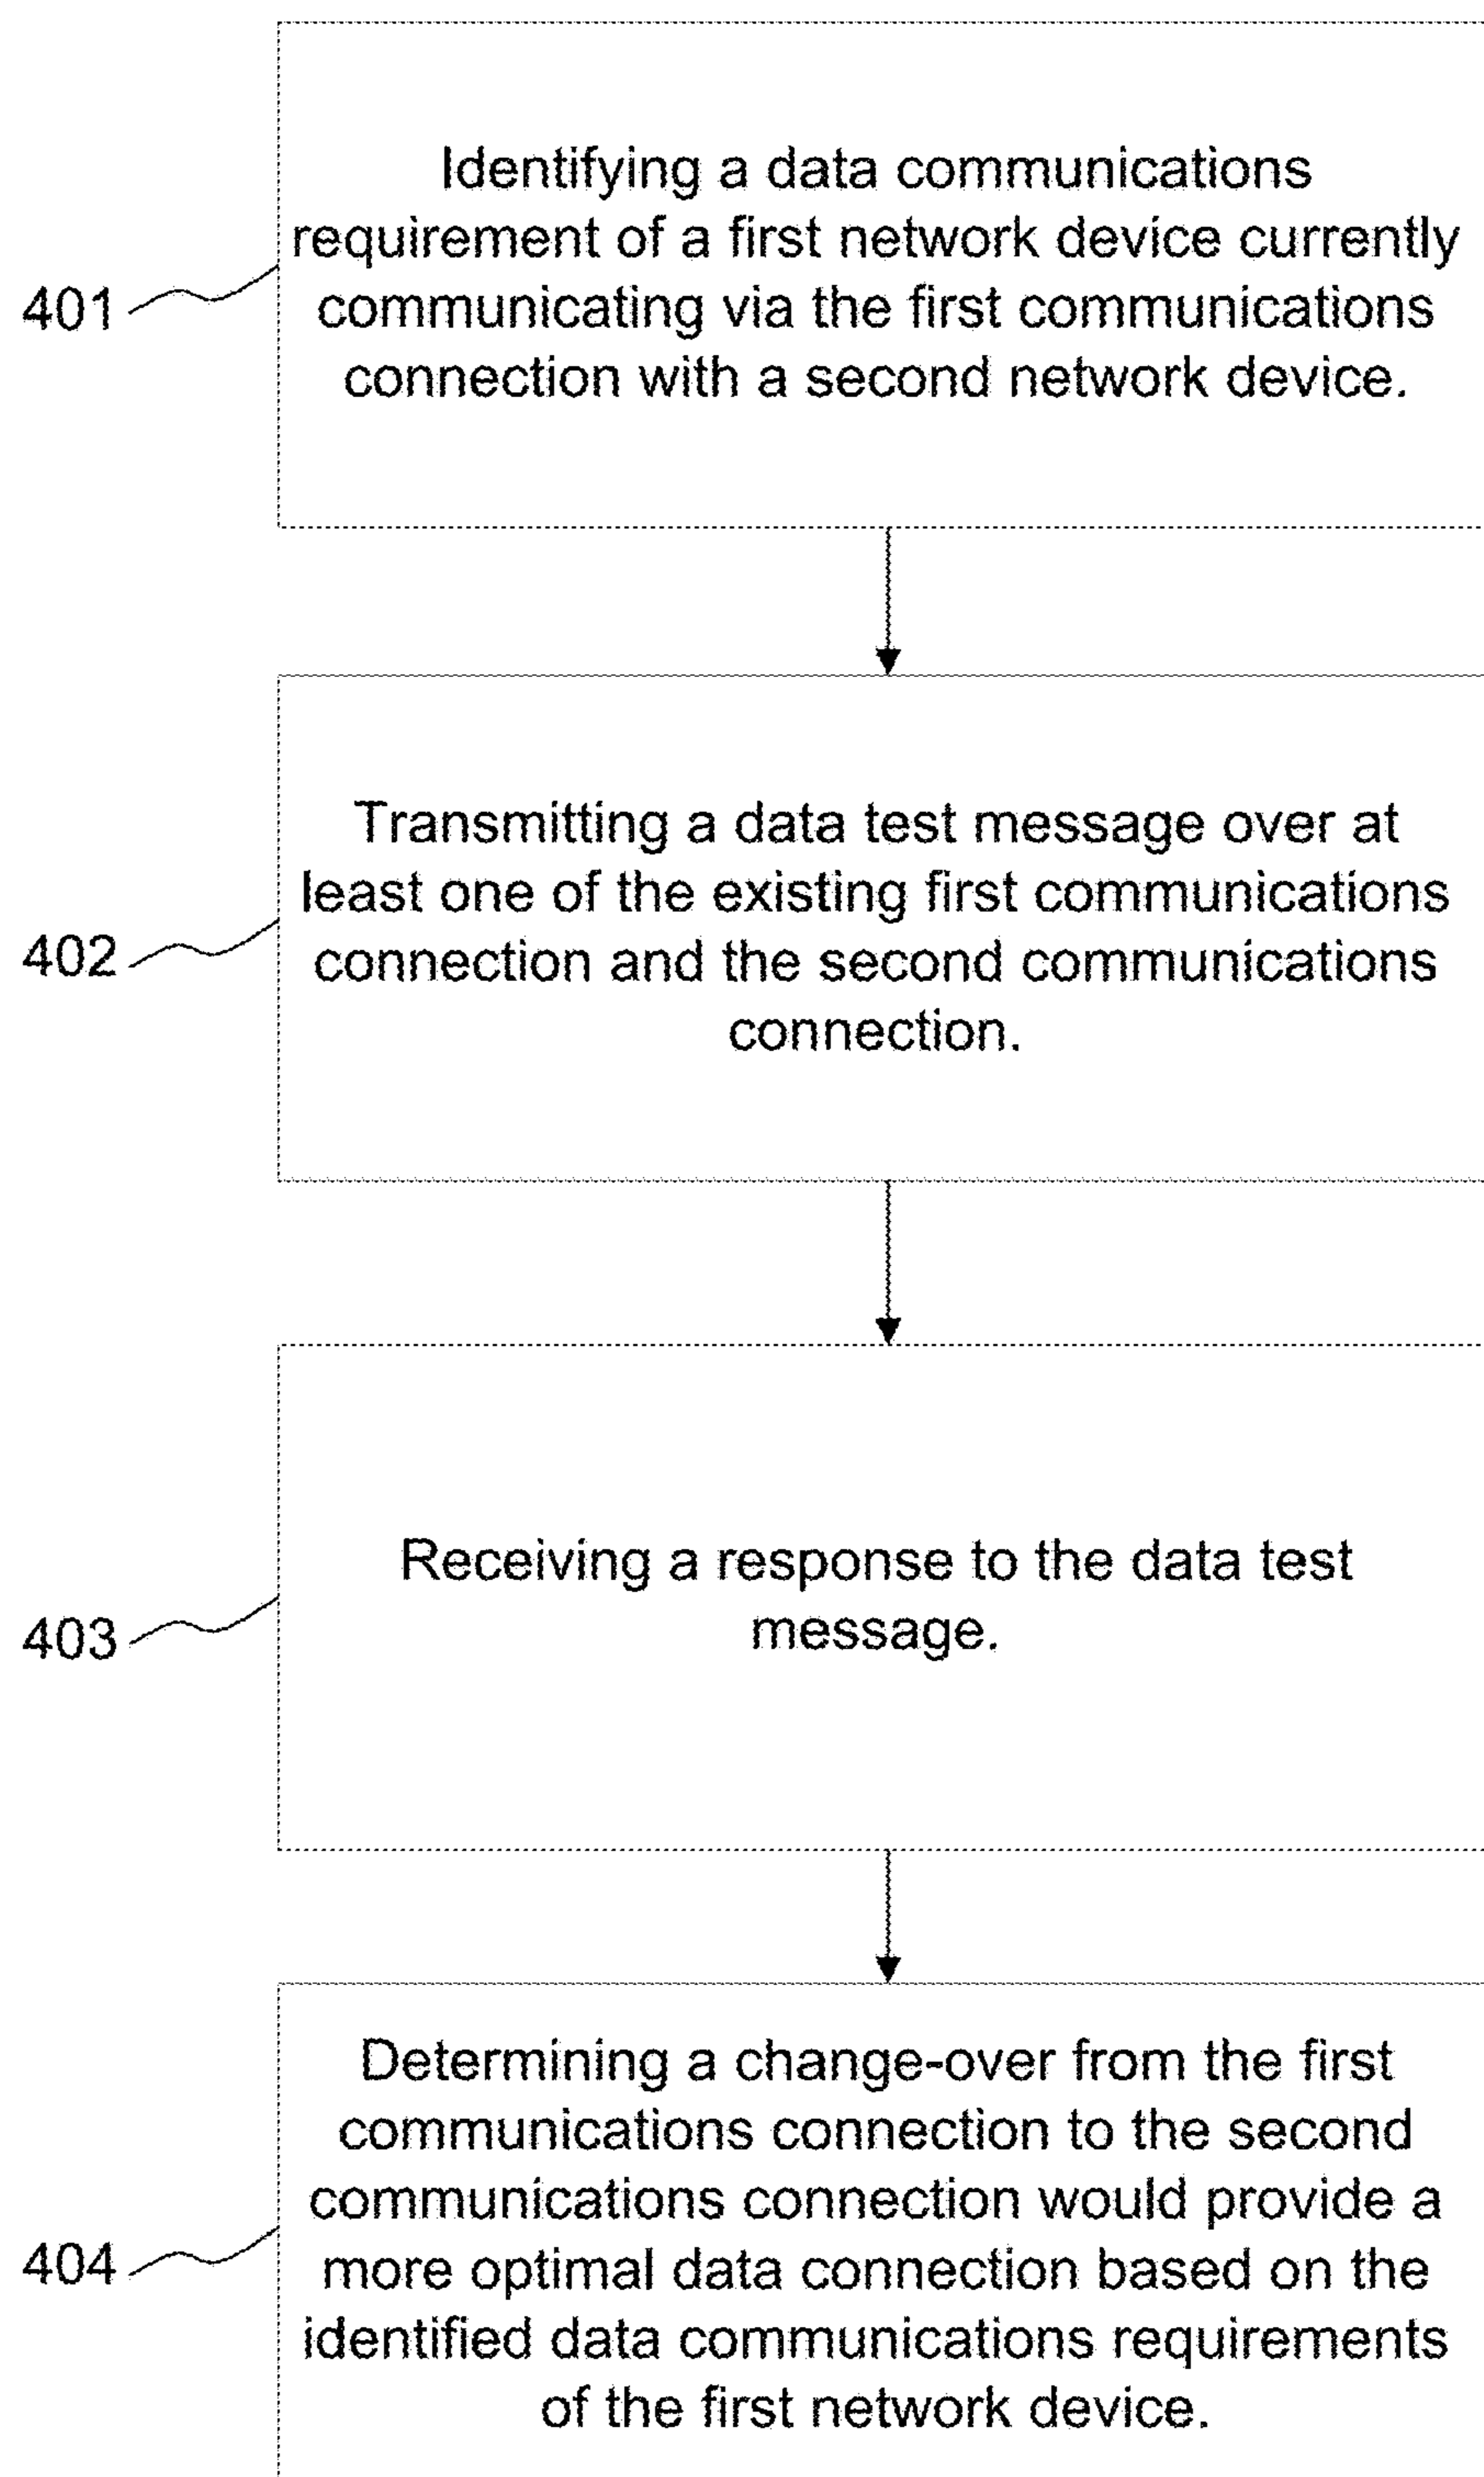 Identifying a data communications
requirement of a first network device currently
communicating via the first communications
connection with a second network device.
401
Transmitting a data test message over at
least one of the existing first communications
connection and the second communications
connection.
402
Receiving a response to the data test
message.
403
Determining a change-over from the first
communications connection to the second
communications connection would provide a
more optimal data connection based on the
identified data communications requirements
of the first network device.
404